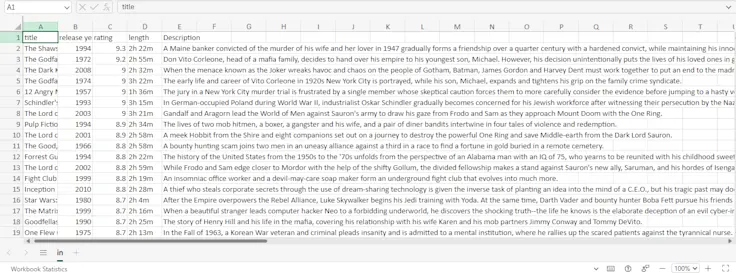 A1 title
A B C D E F G H I J K L M N O P Q R S T
1 title release ye rating length Description
2 The Shaws 1994 9.3 2h 22m A Maine banker convicted of the murder of his wife and her lover in 1947 gradually forms a friendship over a quarter century with a hardened convict, while maintaining his innoc
3 The Godfa 1972 9.2 2h 55m Don Vito Corleone, head of a mafia family, decides to hand over his empire to his youngest son, Michael. However, his decision unintentionally puts the lives of his loved ones in g
4 The Dark 2008 9 2h 32m When the menace known as the Joker wreaks havoc and chaos on the people of Gotham, Batman, James Gordon and Harvey Dent must work together to put an end to the madn
5 The Godfa 1974 9 3h 22m The early life and career of Vito Corleone in 1920s New York City is portrayed, while his son, Michael, expands and tightens his grip on the family crime syndicate.
6 12 Angry 1957 9 1h 36m The jury in a New York City murder trial is frustrated by a single member whose skeptical caution forces them to more carefully consider the evidence before jumping to a hasty v
7 Schindler' 1993 9 3h 15m In German-occupied Poland during World War II, industrialist Oskar Schindler gradually becomes concerned for his Jewish workforce after witnessing their persecution by the Naz
8 The Lord o 2003 9 3h 21m Gandalf and Aragorn lead the World of Men against Sauron's army to draw his gaze from Frodo and Sam as they approach Mount Doom with the One Ring.
9 Pulp Fictio 1994 8.9 2h 34m The lives of two mob hitmen, a boxer, a gangster and his wife, and a pair of diner bandits intertwine in four tales of violence and redemption.
10 The Lord o 2001 8.9 2h 58m A meek Hobbit from the Shire and eight companions set out on a journey to destroy the powerful One Ring and save Middle-earth from the Dark Lord Sauron.
11 The Good, 1966 8.8 2h 58m A bounty hunting scam joins two men in an uneasy alliance against a third in a race to find a fortune in gold buried in a remote cemetery.
12 Forrest Gu 1994 8.8 2h 22m The history of the United States from the 1950s to the '70s unfolds from the perspective of an Alabama man with an IQ of 75, who yearns to be reunited with his childhood sweet
13 The Lord o 2002 8.8 2h 59m While Frodo and Sam edge closer to Mordor with the help of the shifty Gollum, the divided fellowship makes a stand against Sauron's new ally, Saruman, and his hordes of Isenga
14 Fight Club 1999 8.8 2h 19m An insomniac office worker and a devil-may-care soap maker form an underground fight club that evolves into much more.
15 Inception 2010 8.8 2h 28m A thief who steals corporate secrets through the use of dream-sharing technology is given the inverse task of planting an idea into the mind of a C.E.O., but his tragic past may do
16 Star Wars: 1980 8.7 2h 4m After the Empire overpowers the Rebel Alliance, Luke Skywalker begins his Jedi training with Yoda. At the same time, Darth Vader and bounty hunter Boba Fett pursue his friends
17 The Matri 1999 8.7 2h 16m When a beautiful stranger leads computer hacker Neo to a forbidding underworld, he discovers the shocking truth--the life he knows is the elaborate deception of an evil cyber-in
18 Goodfella 1990 8.7 2h 25m The story of Henry Hill and his life in the mafia, covering his relationship with his wife Karen and his mob partners Jimmy Conway and Tommy DeVito.
19 One Flew 1975 8.7 2h 13m In the Fall of 1963, a Korean War veteran and criminal pleads insanity and is admitted to a mental institution, where he rallies up the scared patients against the tyrannical nurse.
in
Workbook Statistics 100%